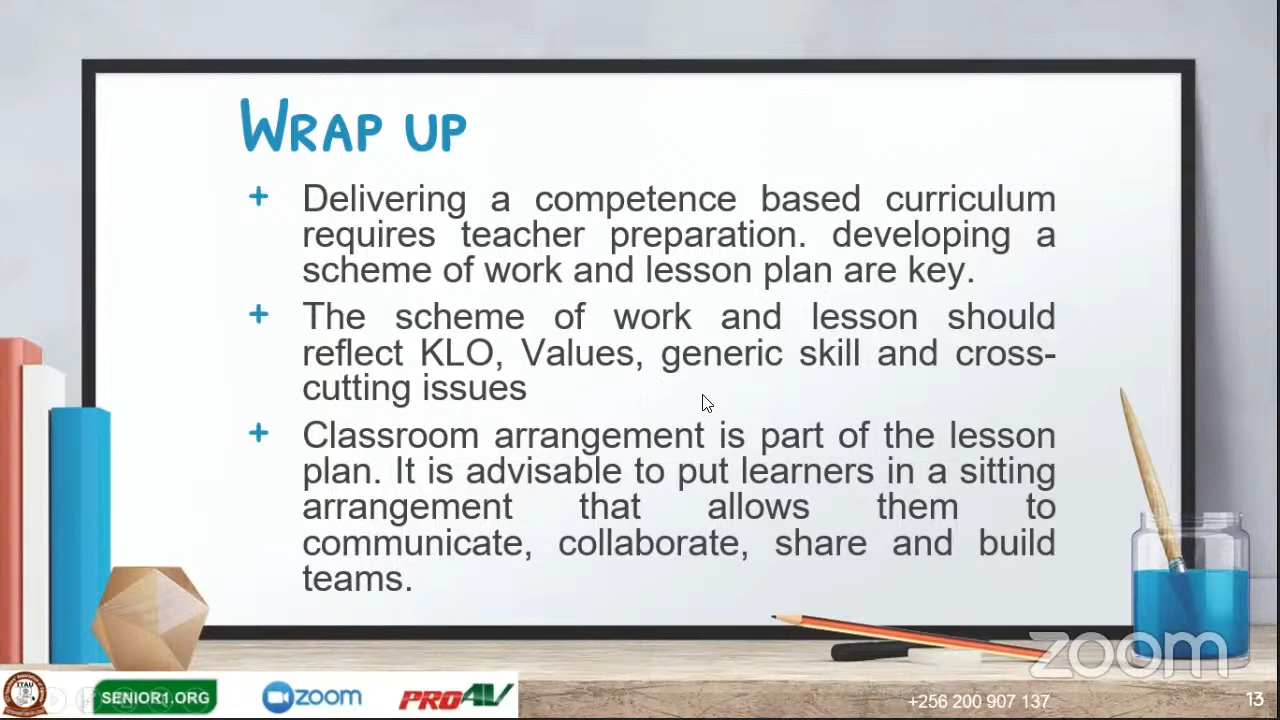 WRAP UP
+ Delivering a competence based curriculum
requires teacher preparation. developing a
scheme of work and lesson plan are key.
+ The scheme of work and lesson should
reflect KLO, Values, generic skill and cross-
cutting issues
+ Classroom arrangement is part of the lesson
plan. It is advisable to put learners in a sitting
arrangement that allows them to
communicate, collaborate, share and build
teams.
zoom
ITAU
SENIOR1.ORG
zoom
PRO AV
+256 200 907 137
13